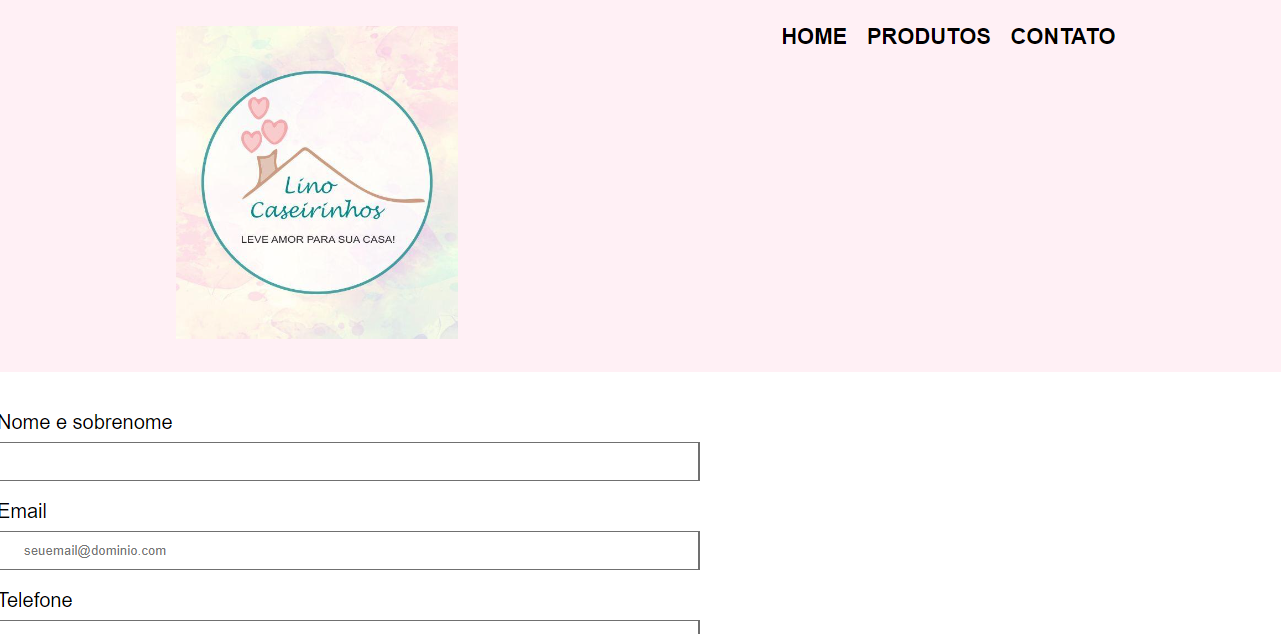 HOME PRODUTOS CONTATO
Lino
Caseirinhos
LEVE AMOR PARA SUA CASA!
Nome e sobrenome
Email
seuemail@dominio.com
Telefone